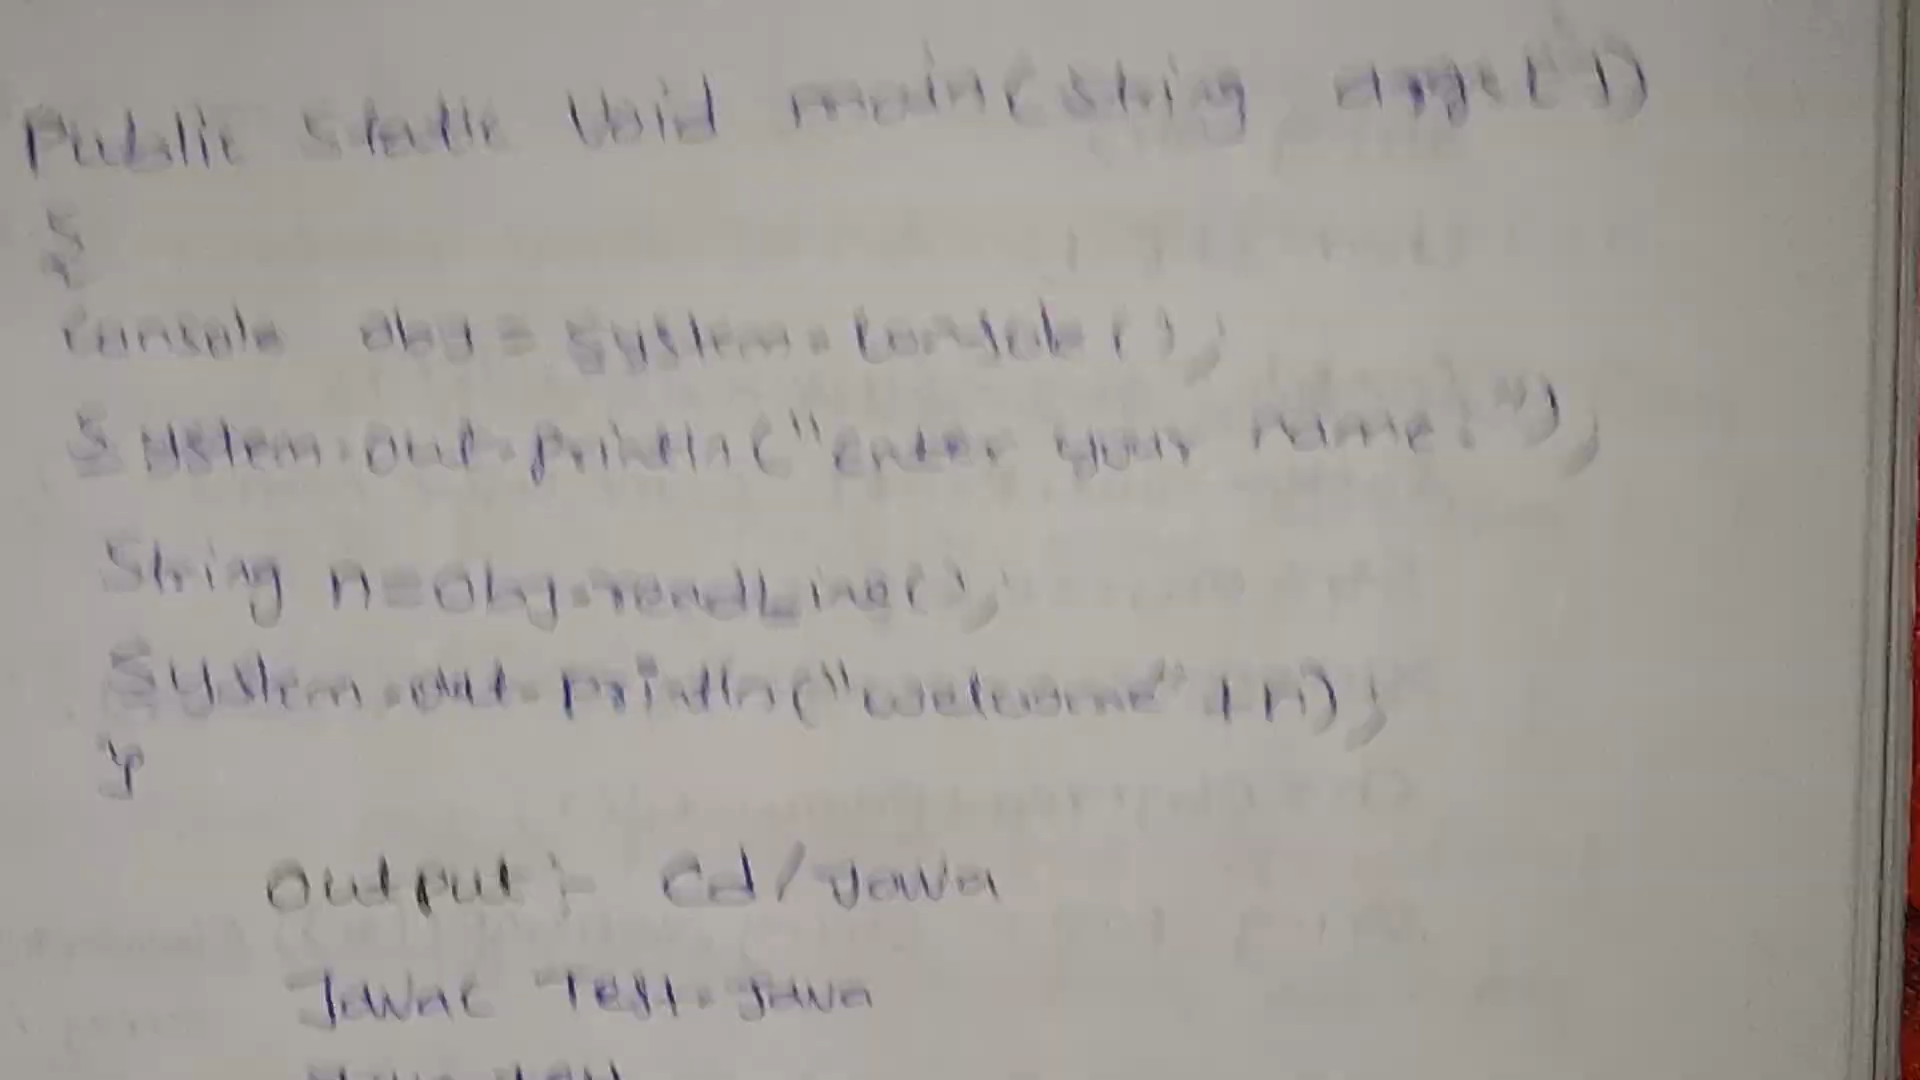 Public static Void main(String args[])
{
Console obj = System.Console();
System.out.println("enter your name:");
String n=obj.readLine();
System.out.println("welcome"+n);
}
Output:- Cd/Java
Javac Test.java